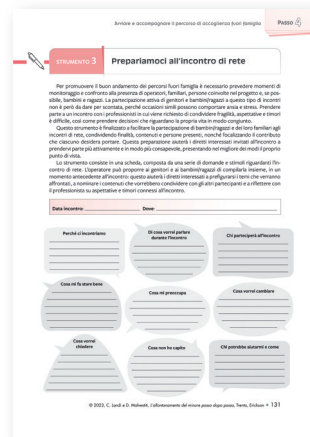 Avviare e accompagnare il percorso di accoglienza fuori famiglia
PASSO 4
STRUMENTO 3
Prepariamoci all'incontro di rete
Per promuovere il buon andamento dei percorsi fuori famiglia è necessario prevedere momenti di
monitoraggio e confronto alla presenza di operatori, familiari, persone coinvolte nel progetto e, se pos-
sibile, bambini e ragazzi. La partecipazione attiva di genitori e bambini/ragazzi a questo tipo di incontri
non è però da dare per scontata, perché occasioni simili possono comportare ansia e stress. Prendere
parte a un incontro con i professionisti in cui viene richiesto di condividere fragilità, aspettative e timori
è difficile, così come prendere decisioni che riguardano la propria vita in modo congiunto.
Questo strumento è finalizzato a facilitare la partecipazione di bambini/ragazzi e dei loro familiari agli
incontri di rete, condividendo finalità, contenuti e persone presenti, nonché focalizzando il contributo
che ciascuno desidera portare. Questa preparazione aiuterà i diretti interessati invitati all'incontro a
prendervi parte più attivamente e in modo più consapevole, presentando nel migliore dei modi il proprio
punto di vista.
Lo strumento consiste in una scheda, composta da una serie di domande e stimoli riguardanti l'in-
contro di rete. L'operatore può proporre ai genitori e ai bambini/ragazzi di compilarla insieme, in un
momento antecedente all'incontro: questo aiuterà i diretti interessati a prefigurarsi i temi che verranno
affrontati, a nominare i contenuti che vorrebbero condividere con gli altri partecipanti e a riflettere con
il professionista su aspettative e timori connessi all'incontro.
Data incontro: Dove:
Perché ci incontriamo
Di cosa vorrei parlare
durante l'incontro
Chi parteciperà all'incontro
Cosa mi fa stare bene
Cosa mi preoccupa
Cosa vorrei cambiare
Cosa vorrei
chiedere
Cosa non ho capito
Chi potrebbe aiutarmi e come
© 2023, C. Landi e D. Malvestiti, L'allontanamento del minore passo dopo passo, Trento, Erickson • 131